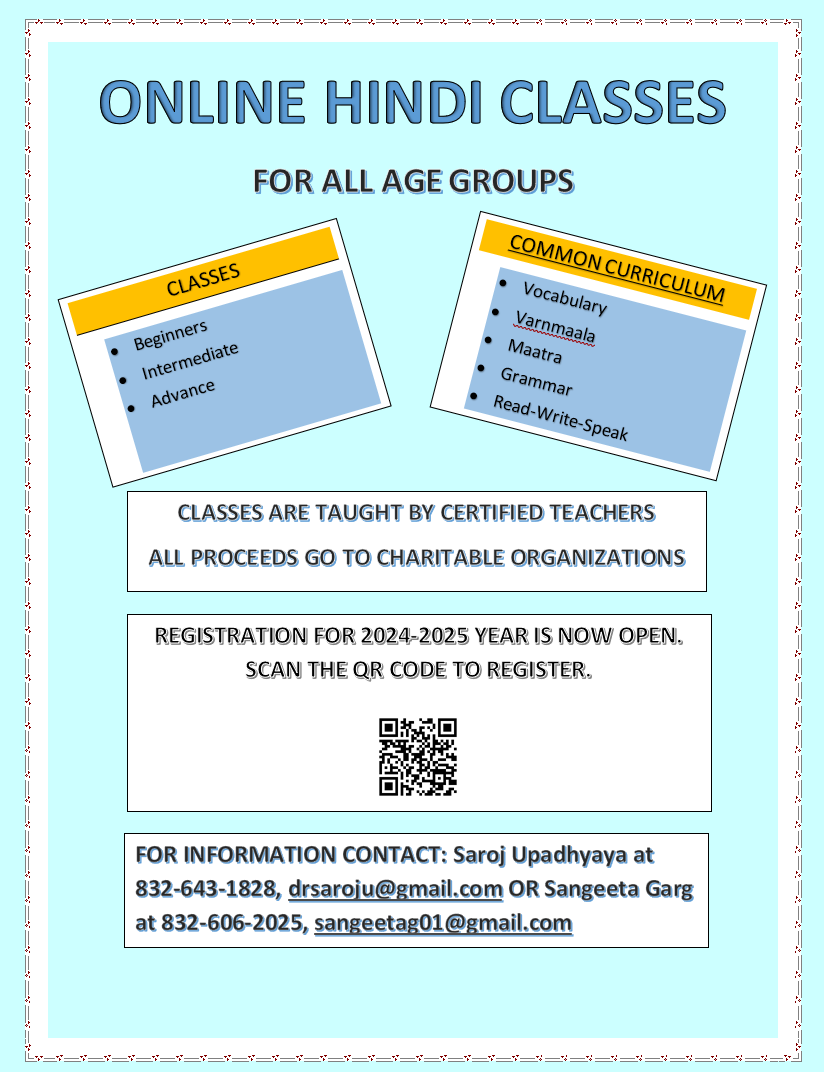 ONLINE HINDI CLASSES
FOR ALL AGE GROUPS
CLASSES
Beginners
Intermediate
Advance
COMMON CURRICULUM
Vocabulary
Varnmaala
Maatra
Grammar
Read-Write-Speak
CLASSES ARE TAUGHT BY CERTIFIED TEACHERS
ALL PROCEEDS GO TO CHARITABLE ORGANIZATIONS
REGISTRATION FOR 2024-2025 YEAR IS NOW OPEN.
SCAN THE QR CODE TO REGISTER.
FOR INFORMATION CONTACT: Saroj Upadhyaya at
832-643-1828, drsaroju@gmail.com OR Sangeeta Garg
at 832-606-2025, sangeetag01@gmail.com